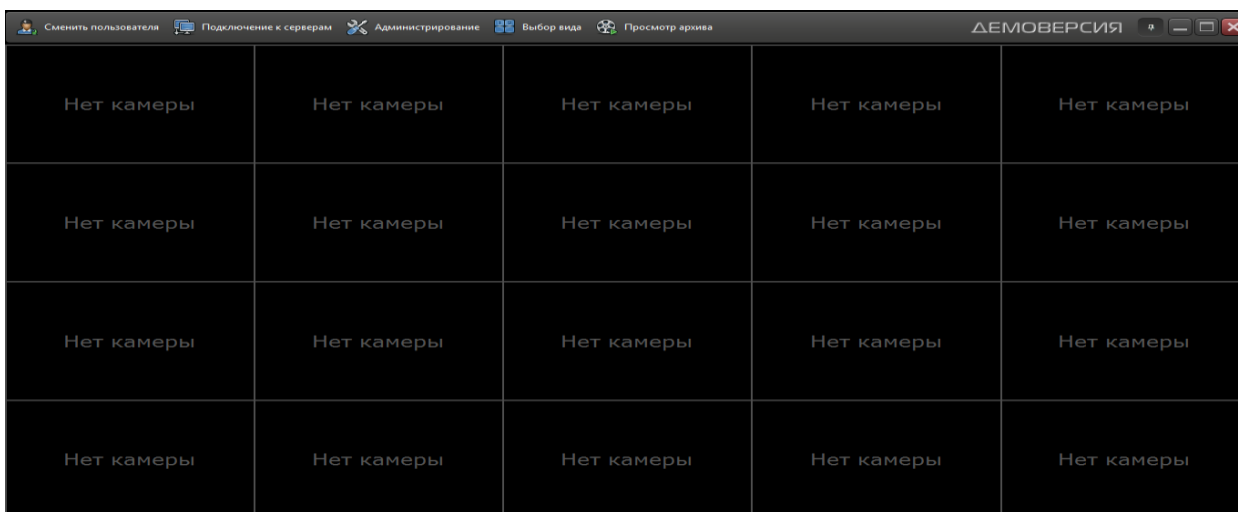 Сменить пользователя Подключение к серверам Администрирование Выбор вида Просмотр архива ДЕМОВЕРСИЯ
Нет камеры Нет камеры Нет камеры Нет камеры Нет камеры
Нет камеры Нет камеры Нет камеры Нет камеры Нет камеры
Нет камеры Нет камеры Нет камеры Нет камеры Нет камеры
Нет камеры Нет камеры Нет камеры Нет камеры Нет камеры